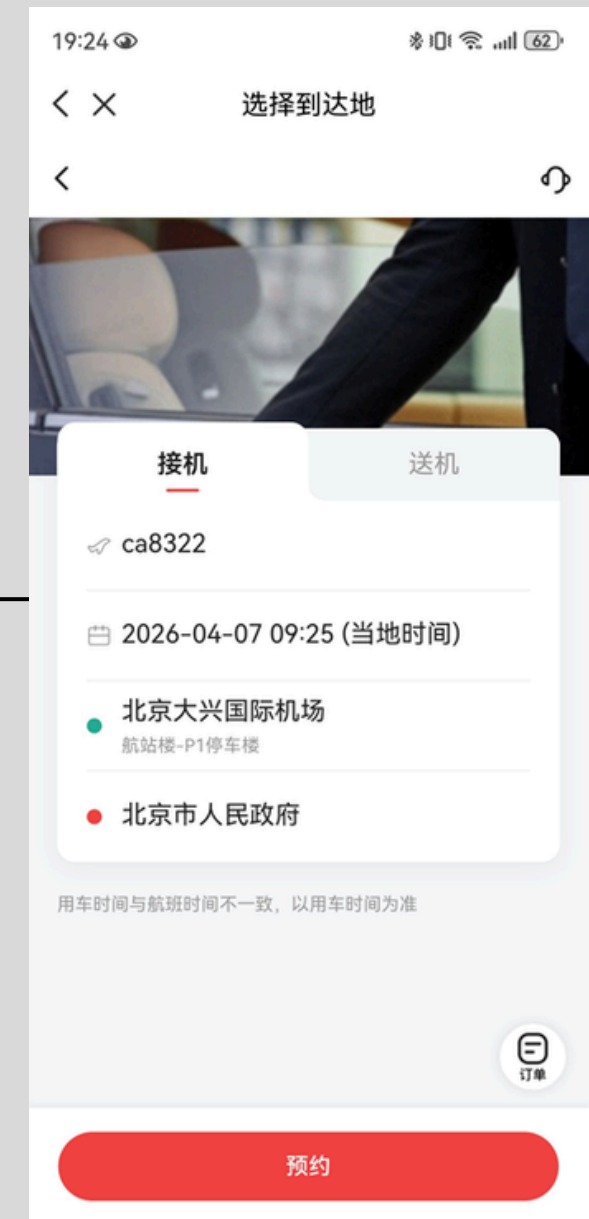 19:24
62
选择到达地
接机
送机
ca8322
2026-04-07 09:25 (当地时间)
北京大兴国际机场
航站楼-P1停车楼
北京市人民政府
用车时间与航班时间不一致，以用车时间为准
订单
预约